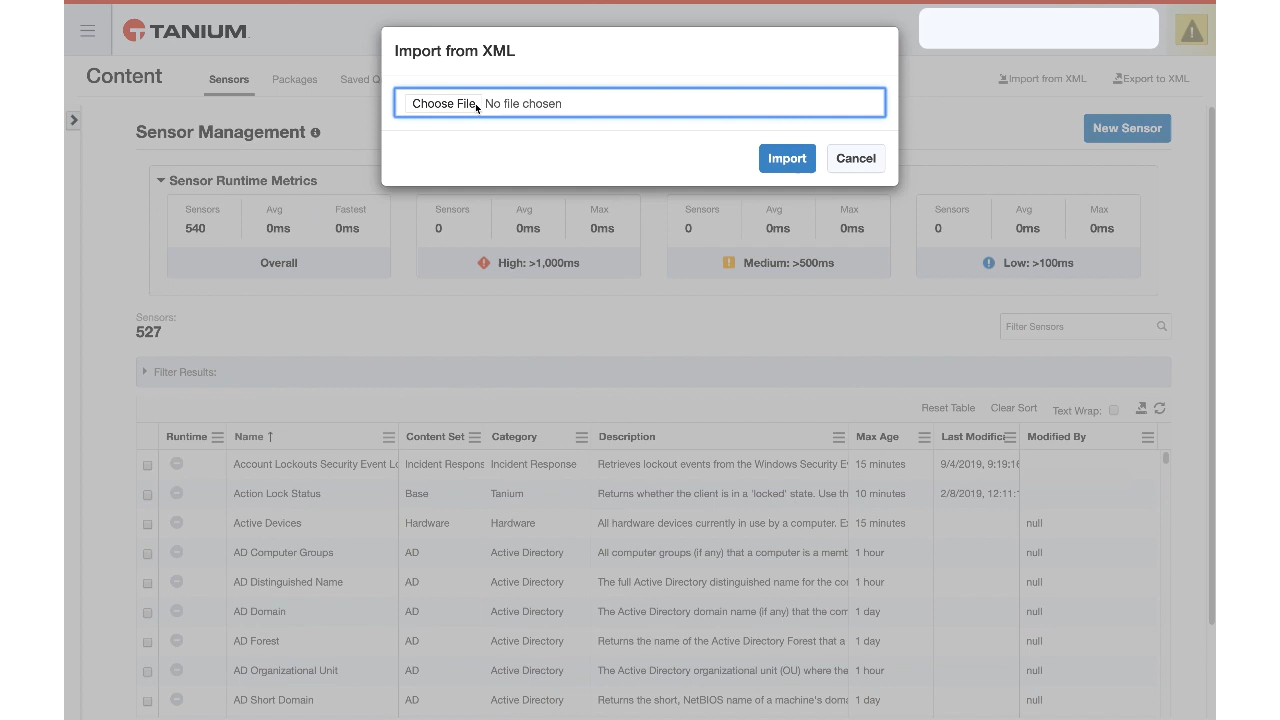 TANIUM
Import from XML
Choose File No file chosen
Import Cancel
Content Sensors Packages Saved Import from XML Export to XML
Sensor Management New Sensor
Sensor Runtime Metrics
Sensors Avg Fastest Sensors Avg Max Sensors Avg Max Sensors Avg Max
540 0ms 0ms 0 0ms 0ms 0 0ms 0ms 0 0ms 0ms
Overall High: >1,000ms Medium: >500ms Low: >100ms
Sensors:
527
Filter Sensors
Filter Results:
Reset Table Clear Sort Text Wrap:
Runtime Name Content Set Category Description Max Age Last Modific Modified By
Account Lockouts Security Event Lo Incident Respons Incident Response Retrieves lockout events from the Windows Security Ev 15 minutes 9/4/2019, 9:19:16
Action Lock Status Base Tanium Returns whether the client is in a 'locked' state. Use th 10 minutes 2/8/2019, 12:11:1
Active Devices Hardware Hardware All hardware devices currently in use by a computer. Ex 15 minutes null
AD Computer Groups AD Active Directory All computer groups (if any) that a computer is a memb 1 hour null
AD Distinguished Name AD Active Directory The full Active Directory distinguished name for the co 1 hour null
AD Domain AD Active Directory The Active Directory domain name (if any) that the com 1 day null
AD Forest AD Active Directory Returns the name of the Active Directory Forest that a 1 day null
AD Organizational Unit AD Active Directory The Active Directory organizational unit (OU) where the 1 hour null
AD Short Domain AD Active Directory Returns the short, NetBIOS name of a machine's doma 1 day null